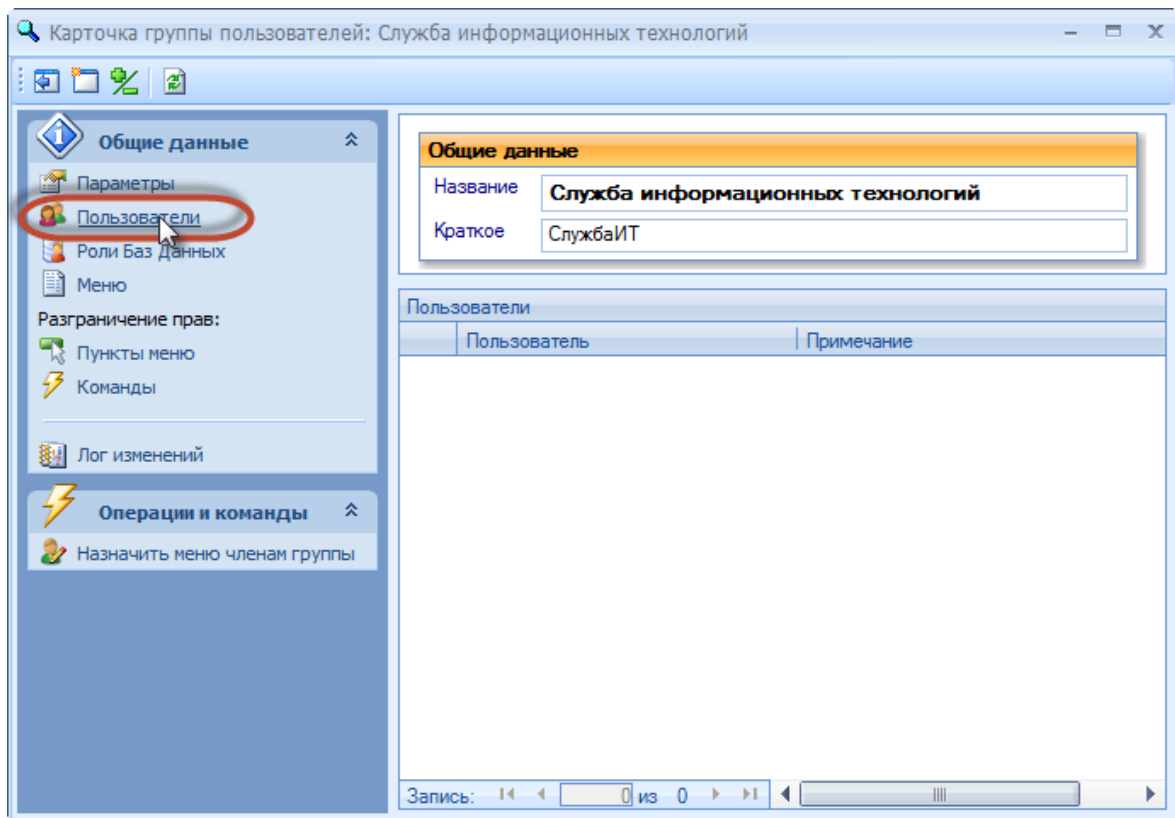 Карточка группы пользователей: Служба информационных технологий
Общие данные
Параметры
Пользователи
Роли Баз Данных
Меню
Разграничение прав:
Пункты меню
Команды
Лог изменений
Операции и команды
Назначить меню членам группы
Общие данные
Название Служба информационных технологий
Краткое СлужбаИТ
Пользователи
Пользователь Примечание
Запись: 0 из 0